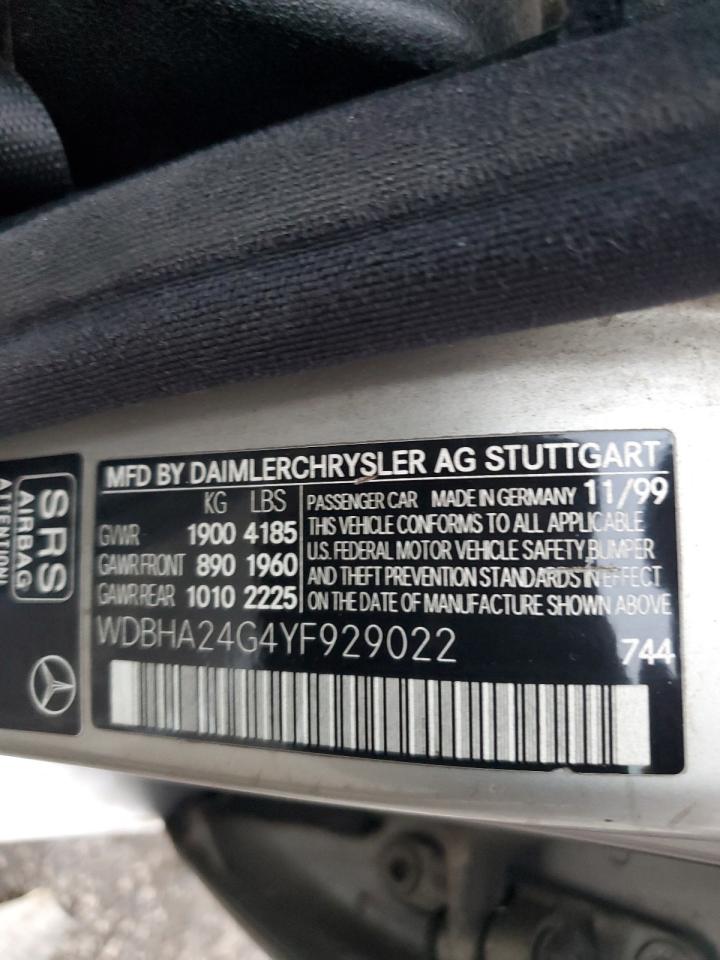 MFD BY DAIMLERCHRYSLER AG STUTTGART
KG LBS
GVWR 1900 4185
GAWR FRONT 890 1960
GAWR REAR 1010 2225
PASSENGER CAR MADE IN GERMANY 11/99
THIS VEHICLE CONFORMS TO ALL APPLICABLE
U.S. FEDERAL MOTOR VEHICLE SAFETY, BUMPER
AND THEFT PREVENTION STANDARDS IN EFFECT
ON THE DATE OF MANUFACTURE SHOWN ABOVE
WDBHA24G4YF929022
744
SRS
AIRBAG
ATTENTION!